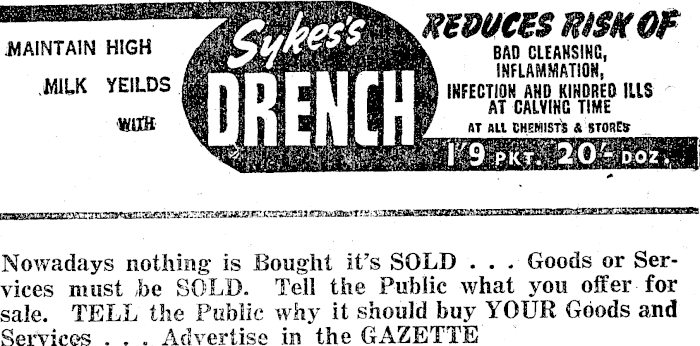 MAINTAIN HIGH
MILK YEILDS
WITH
Sykes's
DRENCH
REDUCES RISK OF
BAD CLEANSING,
INFLAMMATION,
INFECTION AND KINDRED ILLS
AT CALVING TIME
AT ALL CHEMISTS & STORES
1'9 PKT. 20'- DOZ.
Nowadays nothing is Bought it's SOLD . . . Goods or Ser-
vices must be SOLD. Tell the Public what you offer for
sale. TELL the Public why it should buy YOUR Goods and
Services . . . Advertise in the GAZETTE